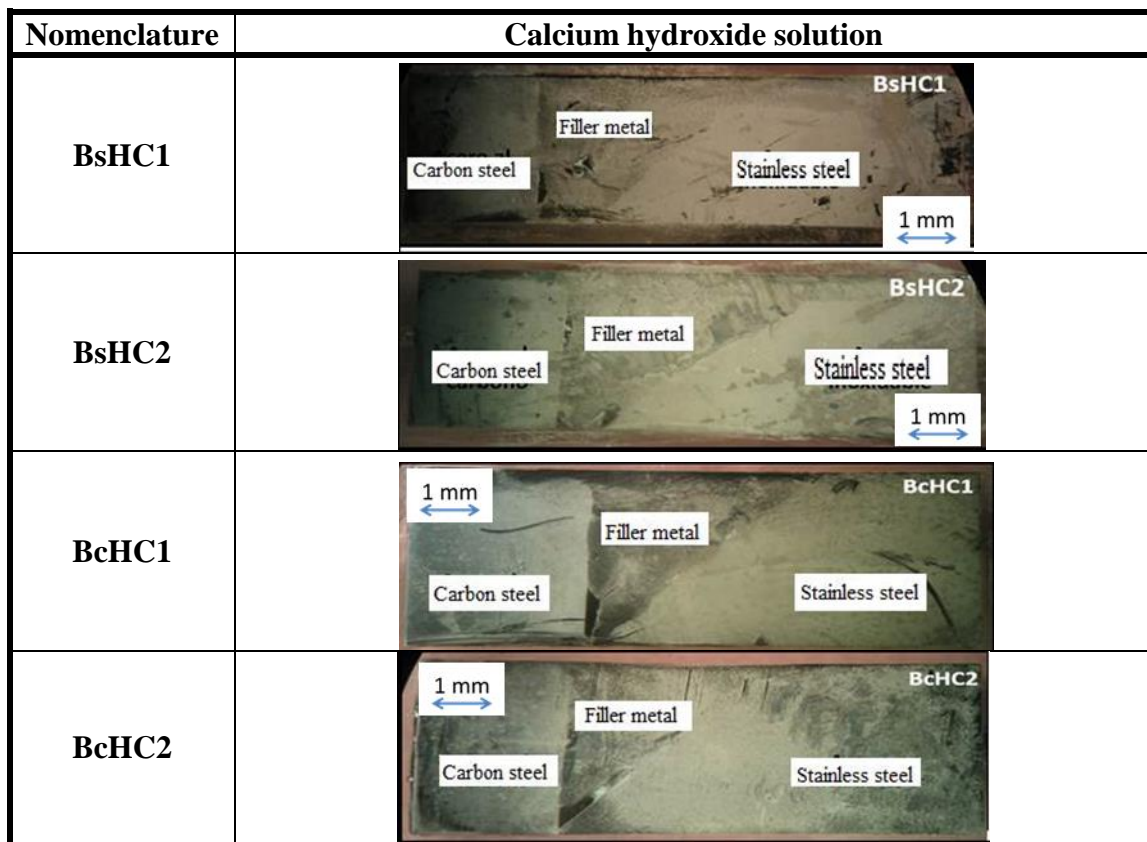 Nomenclature Calcium hydroxide solution
BsHC1
BsHC1
Filler metal
Carbon steel
Stainless steel
1 mm
BsHC2
BsHC2
Filler metal
Carbon steel
Stainless steel
1 mm
BcHC1
1 mm
BcHC1
Filler metal
Carbon steel
Stainless steel
BcHC2
1 mm
BcHC2
Filler metal
Carbon steel
Stainless steel